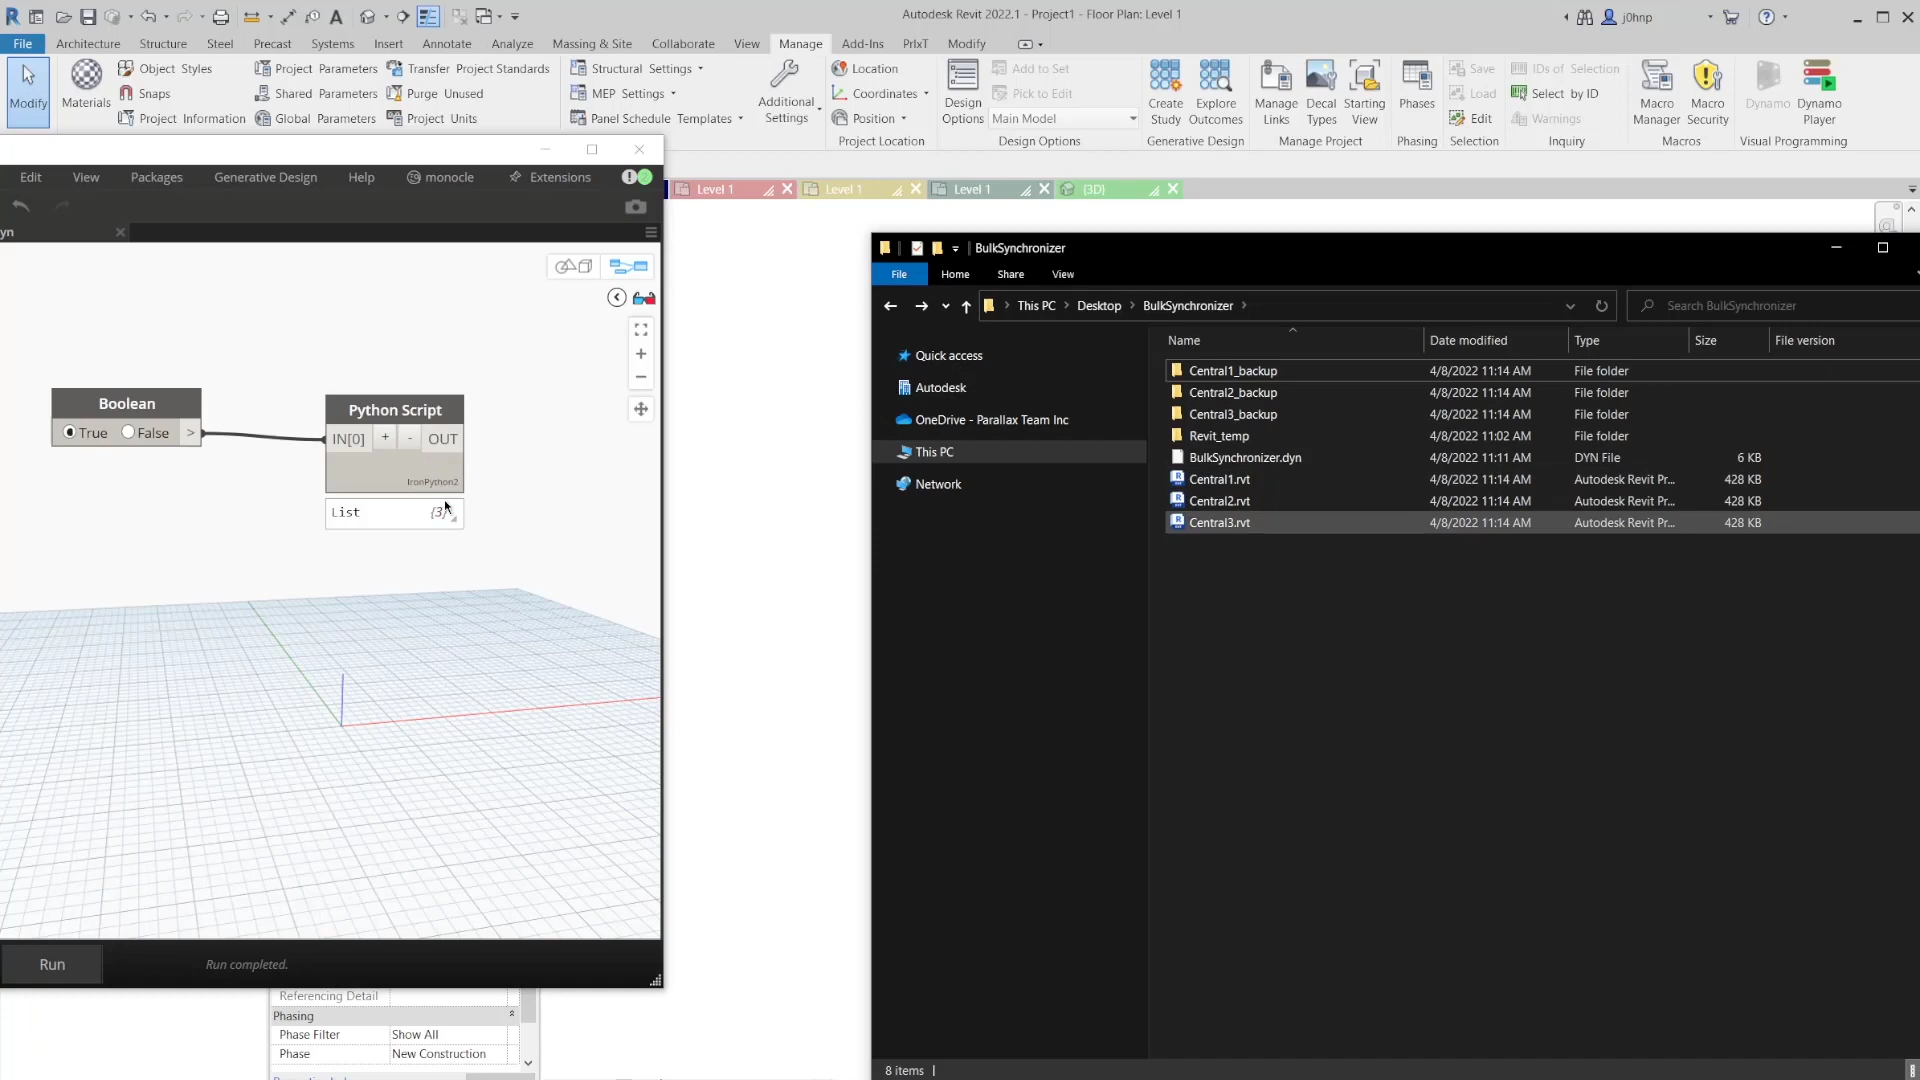 Autodesk Revit 2022.1 - Project1 - Floor Plan: Level 1
j0hnp
File Architecture Structure Steel Precast Systems Insert Annotate Analyze Massing & Site Collaborate View Manage Add-Ins PrlxT Modify
Modify
Materials
Object Styles
Snaps
Project Information
Project Parameters
Shared Parameters
Global Parameters
Transfer Project Standards
Purge Unused
Project Units
Structural Settings
MEP Settings
Panel Schedule Templates
Additional
Settings
Location
Coordinates
Position
Project Location
Design
Options
Add to Set
Pick to Edit
Main Model
Design Options
Create
Study
Explore
Outcomes
Generative Design
Manage
Links
Decal
Types
Starting
View
Manage Project
Phases
Phasing
Save
Load
Edit
Selection
IDs of Selection
Select by ID
Warnings
Inquiry
Macro
Manager
Macro
Security
Macros
Dynamo
Dynamo
Player
Visual Programming
Level 1
Level 1
Level 1
{3D}
Edit View Packages Generative Design Help monocle Extensions
yn
Boolean
True False >
Python Script
IN[0] + - OUT
IronPython2
List {3}
Run
Run completed.
Referencing Detail
Phasing
Phase Filter Show All
Phase New Construction
BulkSynchronizer
File Home Share View
This PC Desktop BulkSynchronizer
Search BulkSynchronizer
Quick access
Autodesk
OneDrive - Parallax Team Inc
This PC
Network
Name Date modified Type Size File version
Central1_backup 4/8/2022 11:14 AM File folder
Central2_backup 4/8/2022 11:14 AM File folder
Central3_backup 4/8/2022 11:14 AM File folder
Revit_temp 4/8/2022 11:02 AM File folder
BulkSynchronizer.dyn 4/8/2022 11:11 AM DYN File 6 KB
Central1.rvt 4/8/2022 11:14 AM Autodesk Revit Pr... 428 KB
Central2.rvt 4/8/2022 11:14 AM Autodesk Revit Pr... 428 KB
Central3.rvt 4/8/2022 11:14 AM Autodesk Revit Pr... 428 KB
8 items